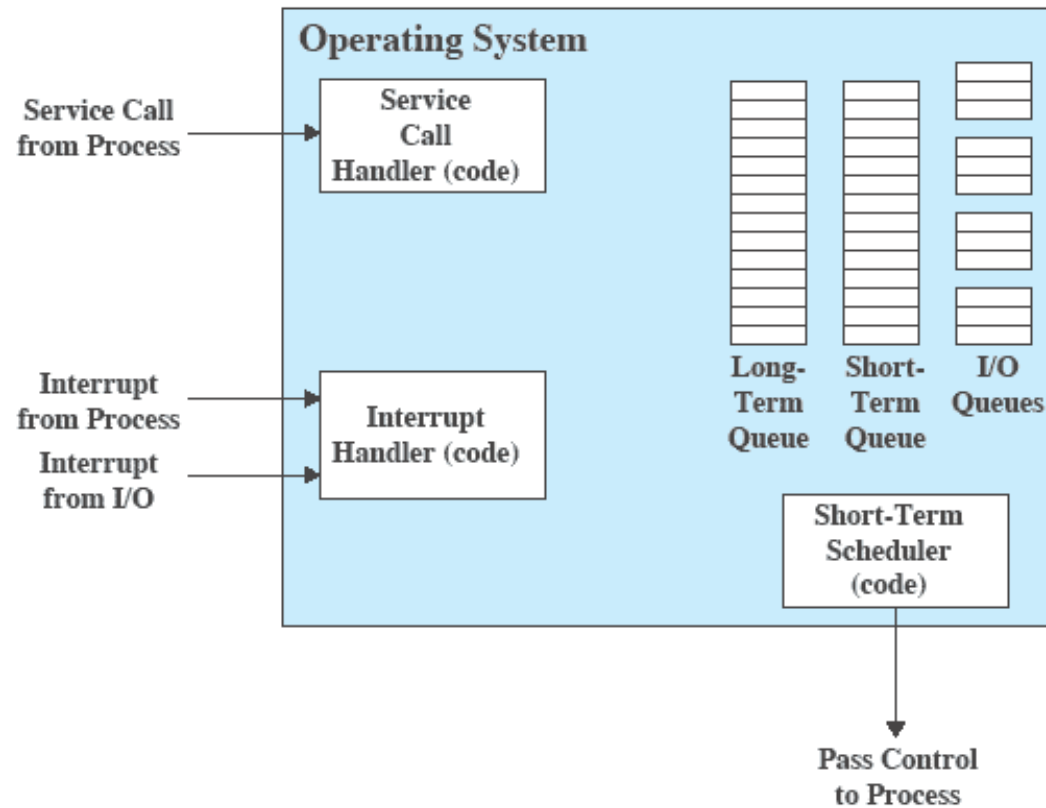 Operating System
Service Call
from Process
Service
Call
Handler (code)
Interrupt
from Process
Interrupt
from I/O
Interrupt
Handler (code)
Long-
Term
Queue
Short-
Term
Queue
I/O
Queues
Short-Term
Scheduler
(code)
Pass Control
to Process